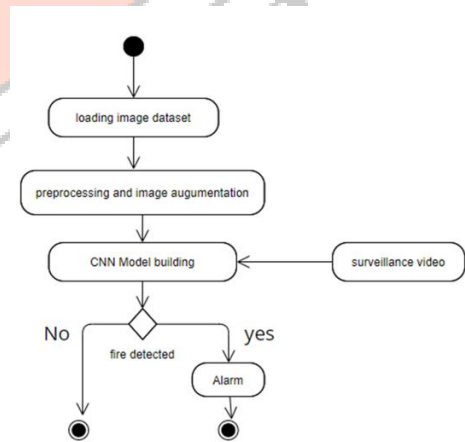 loading image dataset
preprocessing and image augumentation
CNN Model building
surveillance video
No
yes
fire detected
Alarm